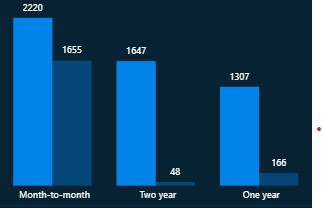 2220
1655
1647
48
1307
166
Month-to-month
Two year
One year